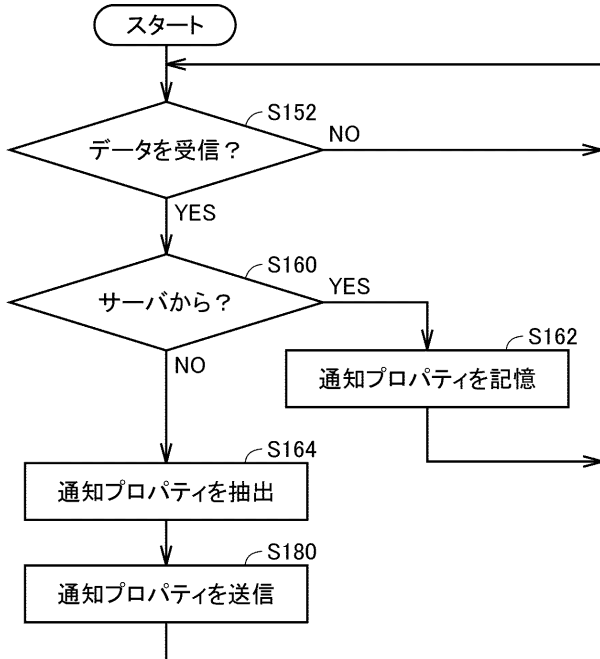 スタート
S152
データを受信？
NO
YES
S160
サーバから？
YES
NO
S162
通知プロパティを記憶
S164
通知プロパティを抽出
S180
通知プロパティを送信